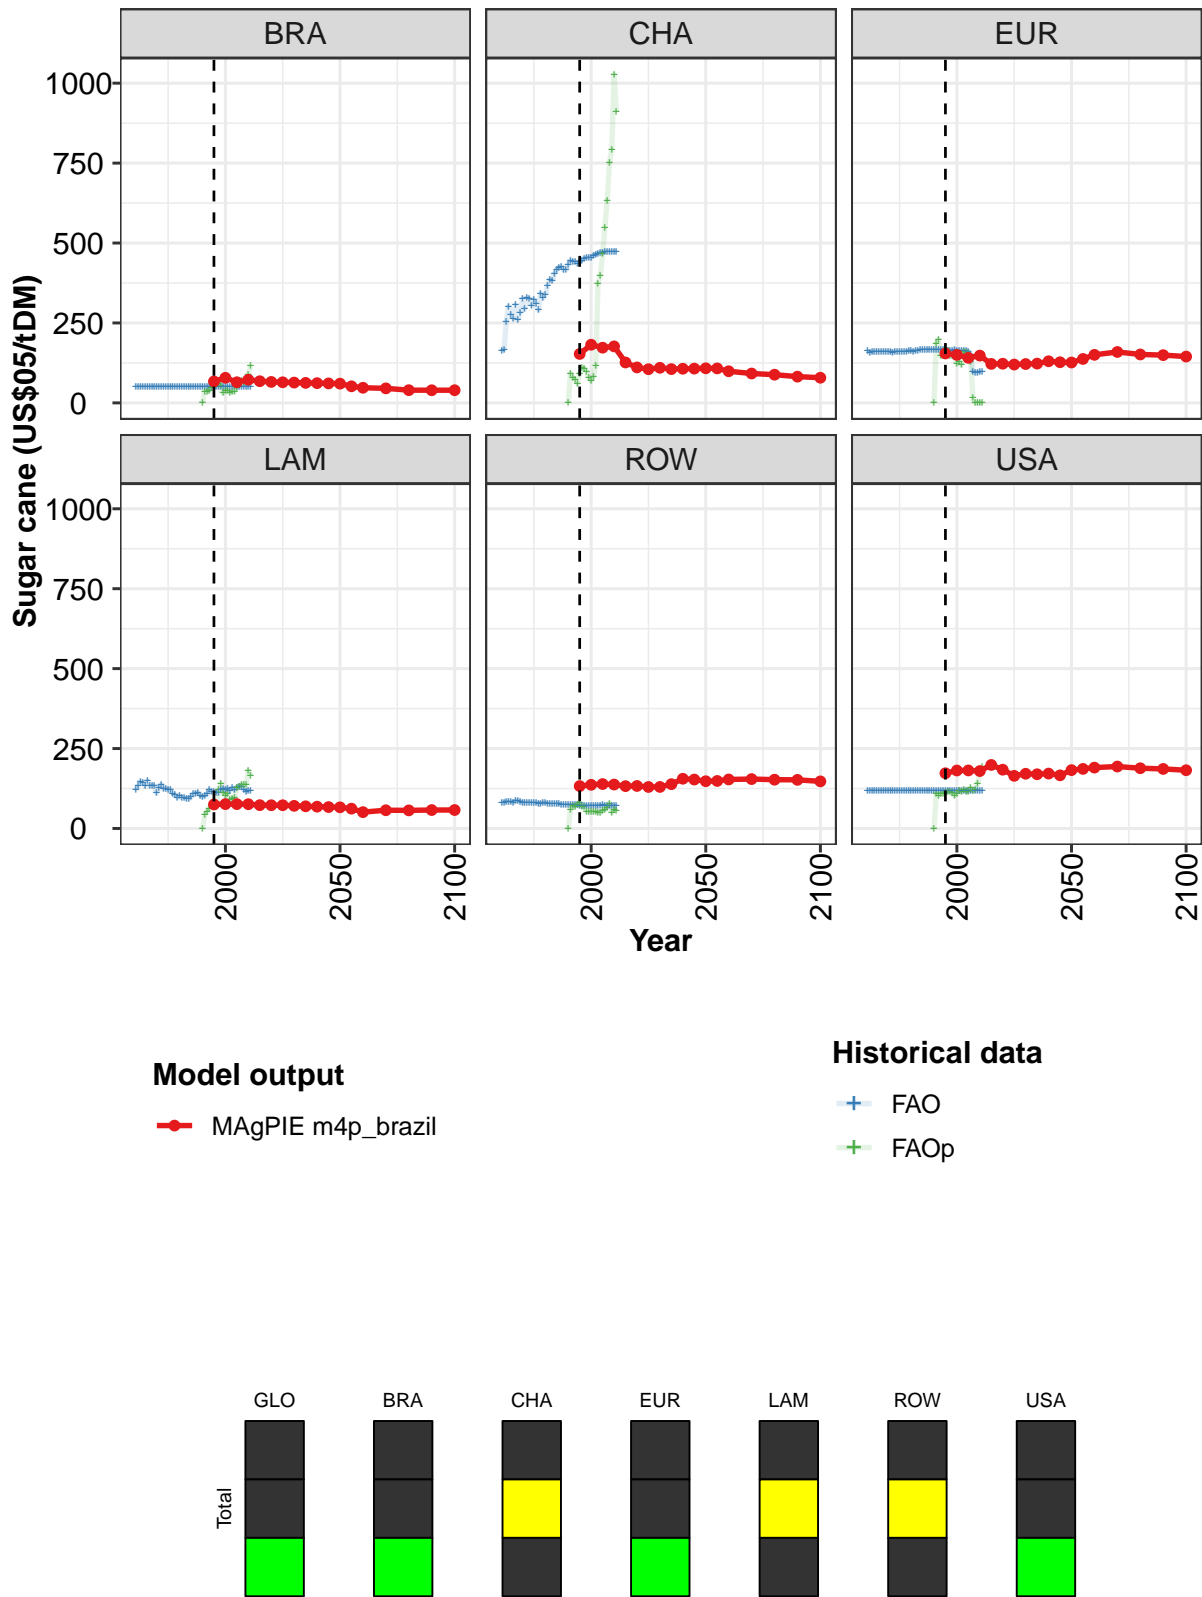 BRA
CHA
EUR
1000
750
500
250
0
LAM
ROW
USA
1000
750
500
250
0
Sugar cane (US$05/tDM)
2000
2050
2100
2000
2050
2100
2000
2050
2100
Year
Model output
MAgPIE m4p_brazil
Historical data
FAO
FAOp
GLO
BRA
CHA
EUR
LAM
ROW
USA
Total